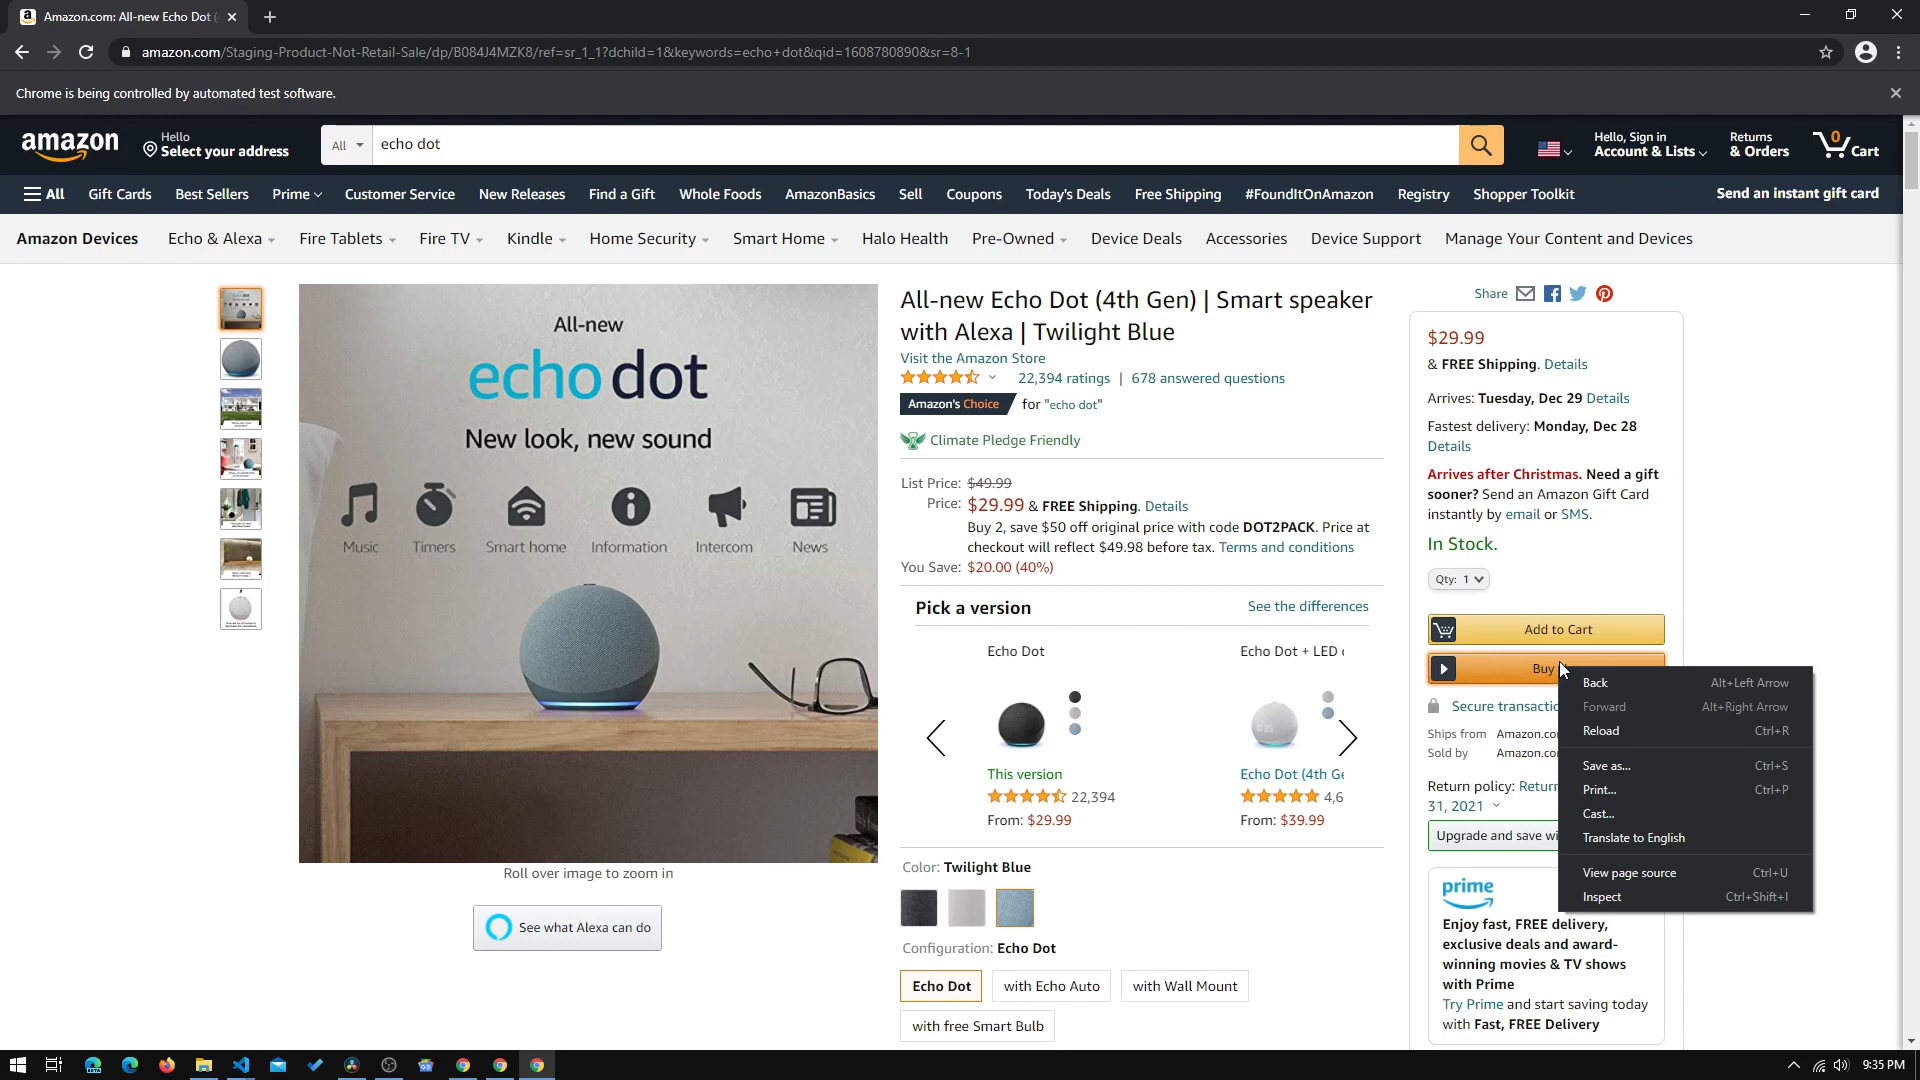 Amazon.com: All-new Echo Dot (
amazon.com/Staging-Product-Not-Retail-Sale/dp/B084J4MZK8/ref=sr_1_1?dchild=1&keywords=echo+dot&qid=1608780890&sr=8-1
Chrome is being controlled by automated test software.
amazon
Hello
Select your address
All
echo dot
Hello, Sign in
Account & Lists
Returns
& Orders
0
Cart
All
Gift Cards
Best Sellers
Prime
Customer Service
New Releases
Find a Gift
Whole Foods
AmazonBasics
Sell
Coupons
Today's Deals
Free Shipping
#FoundItOnAmazon
Registry
Shopper Toolkit
Send an instant gift card
Amazon Devices
Echo & Alexa
Fire Tablets
Fire TV
Kindle
Home Security
Smart Home
Halo Health
Pre-Owned
Device Deals
Accessories
Device Support
Manage Your Content and Devices
All-new
echo dot
New look, new sound
Music
Timers
Smart home
Information
Intercom
News
Roll over image to zoom in
See what Alexa can do
All-new Echo Dot (4th Gen) | Smart speaker
with Alexa | Twilight Blue
Visit the Amazon Store
22,394 ratings | 678 answered questions
Amazon's Choice for "echo dot"
Climate Pledge Friendly
List Price: $49.99
Price: $29.99 & FREE Shipping. Details
Buy 2, save $50 off original price with code DOT2PACK. Price at
checkout will reflect $49.98 before tax. Terms and conditions
You Save: $20.00 (40%)
Pick a version
See the differences
Echo Dot
This version
22,394
From: $29.99
Echo Dot + LED
Echo Dot (4th Ge
4,6
From: $39.99
Color: Twilight Blue
Configuration: Echo Dot
Echo Dot
with Echo Auto
with Wall Mount
with free Smart Bulb
Share
$29.99
& FREE Shipping. Details
Arrives: Tuesday, Dec 29 Details
Fastest delivery: Monday, Dec 28
Details
Arrives after Christmas. Need a gift
sooner? Send an Amazon Gift Card
instantly by email or SMS.
In Stock.
Qty: 1
Add to Cart
Buy
Secure transactio
Ships from Amazon.co
Sold by Amazon.co
Return policy: Retur
31, 2021
Upgrade and save wi
prime
Enjoy fast, FREE delivery,
exclusive deals and award-
winning movies & TV shows
with Prime
Try Prime and start saving today
with Fast, FREE Delivery
Back Alt+Left Arrow
Forward Alt+Right Arrow
Reload Ctrl+R
Save as... Ctrl+S
Print... Ctrl+P
Cast...
Translate to English
View page source Ctrl+U
Inspect Ctrl+Shift+I
9:35 PM